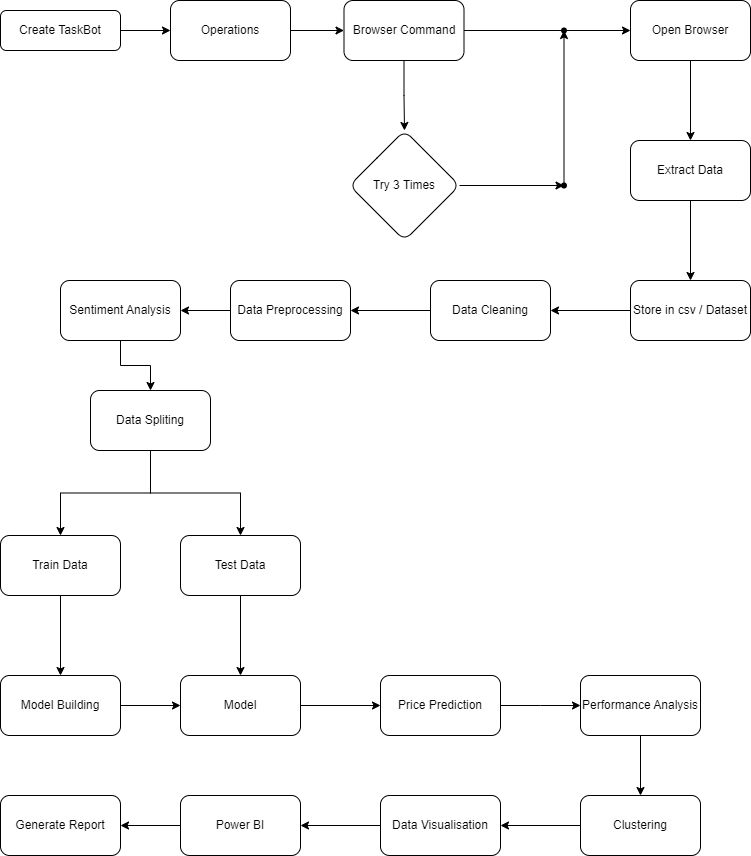 Create TaskBot
Operations
Browser Command
Open Browser
Try 3 Times
Extract Data
Sentiment Analysis
Data Preprocessing
Data Cleaning
Store in csv / Dataset
Data Spliting
Train Data
Test Data
Model Building
Model
Price Prediction
Performance Analysis
Generate Report
Power BI
Data Visualisation
Clustering